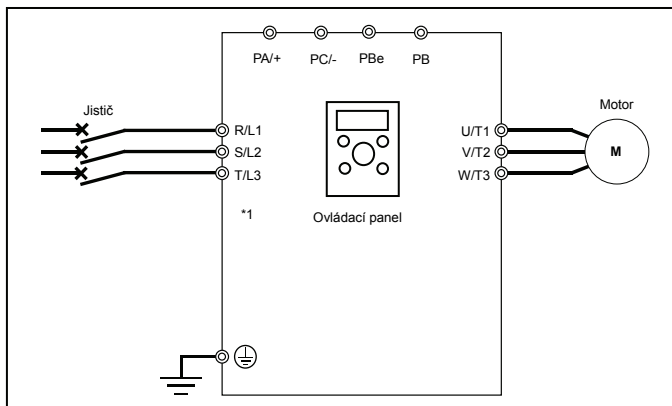 PA/+ PC/- PBe PB
Jistič
Motor
R/L1
U/T1
S/L2
V/T2
M
T/L3
W/T3
*1
Ovládací panel